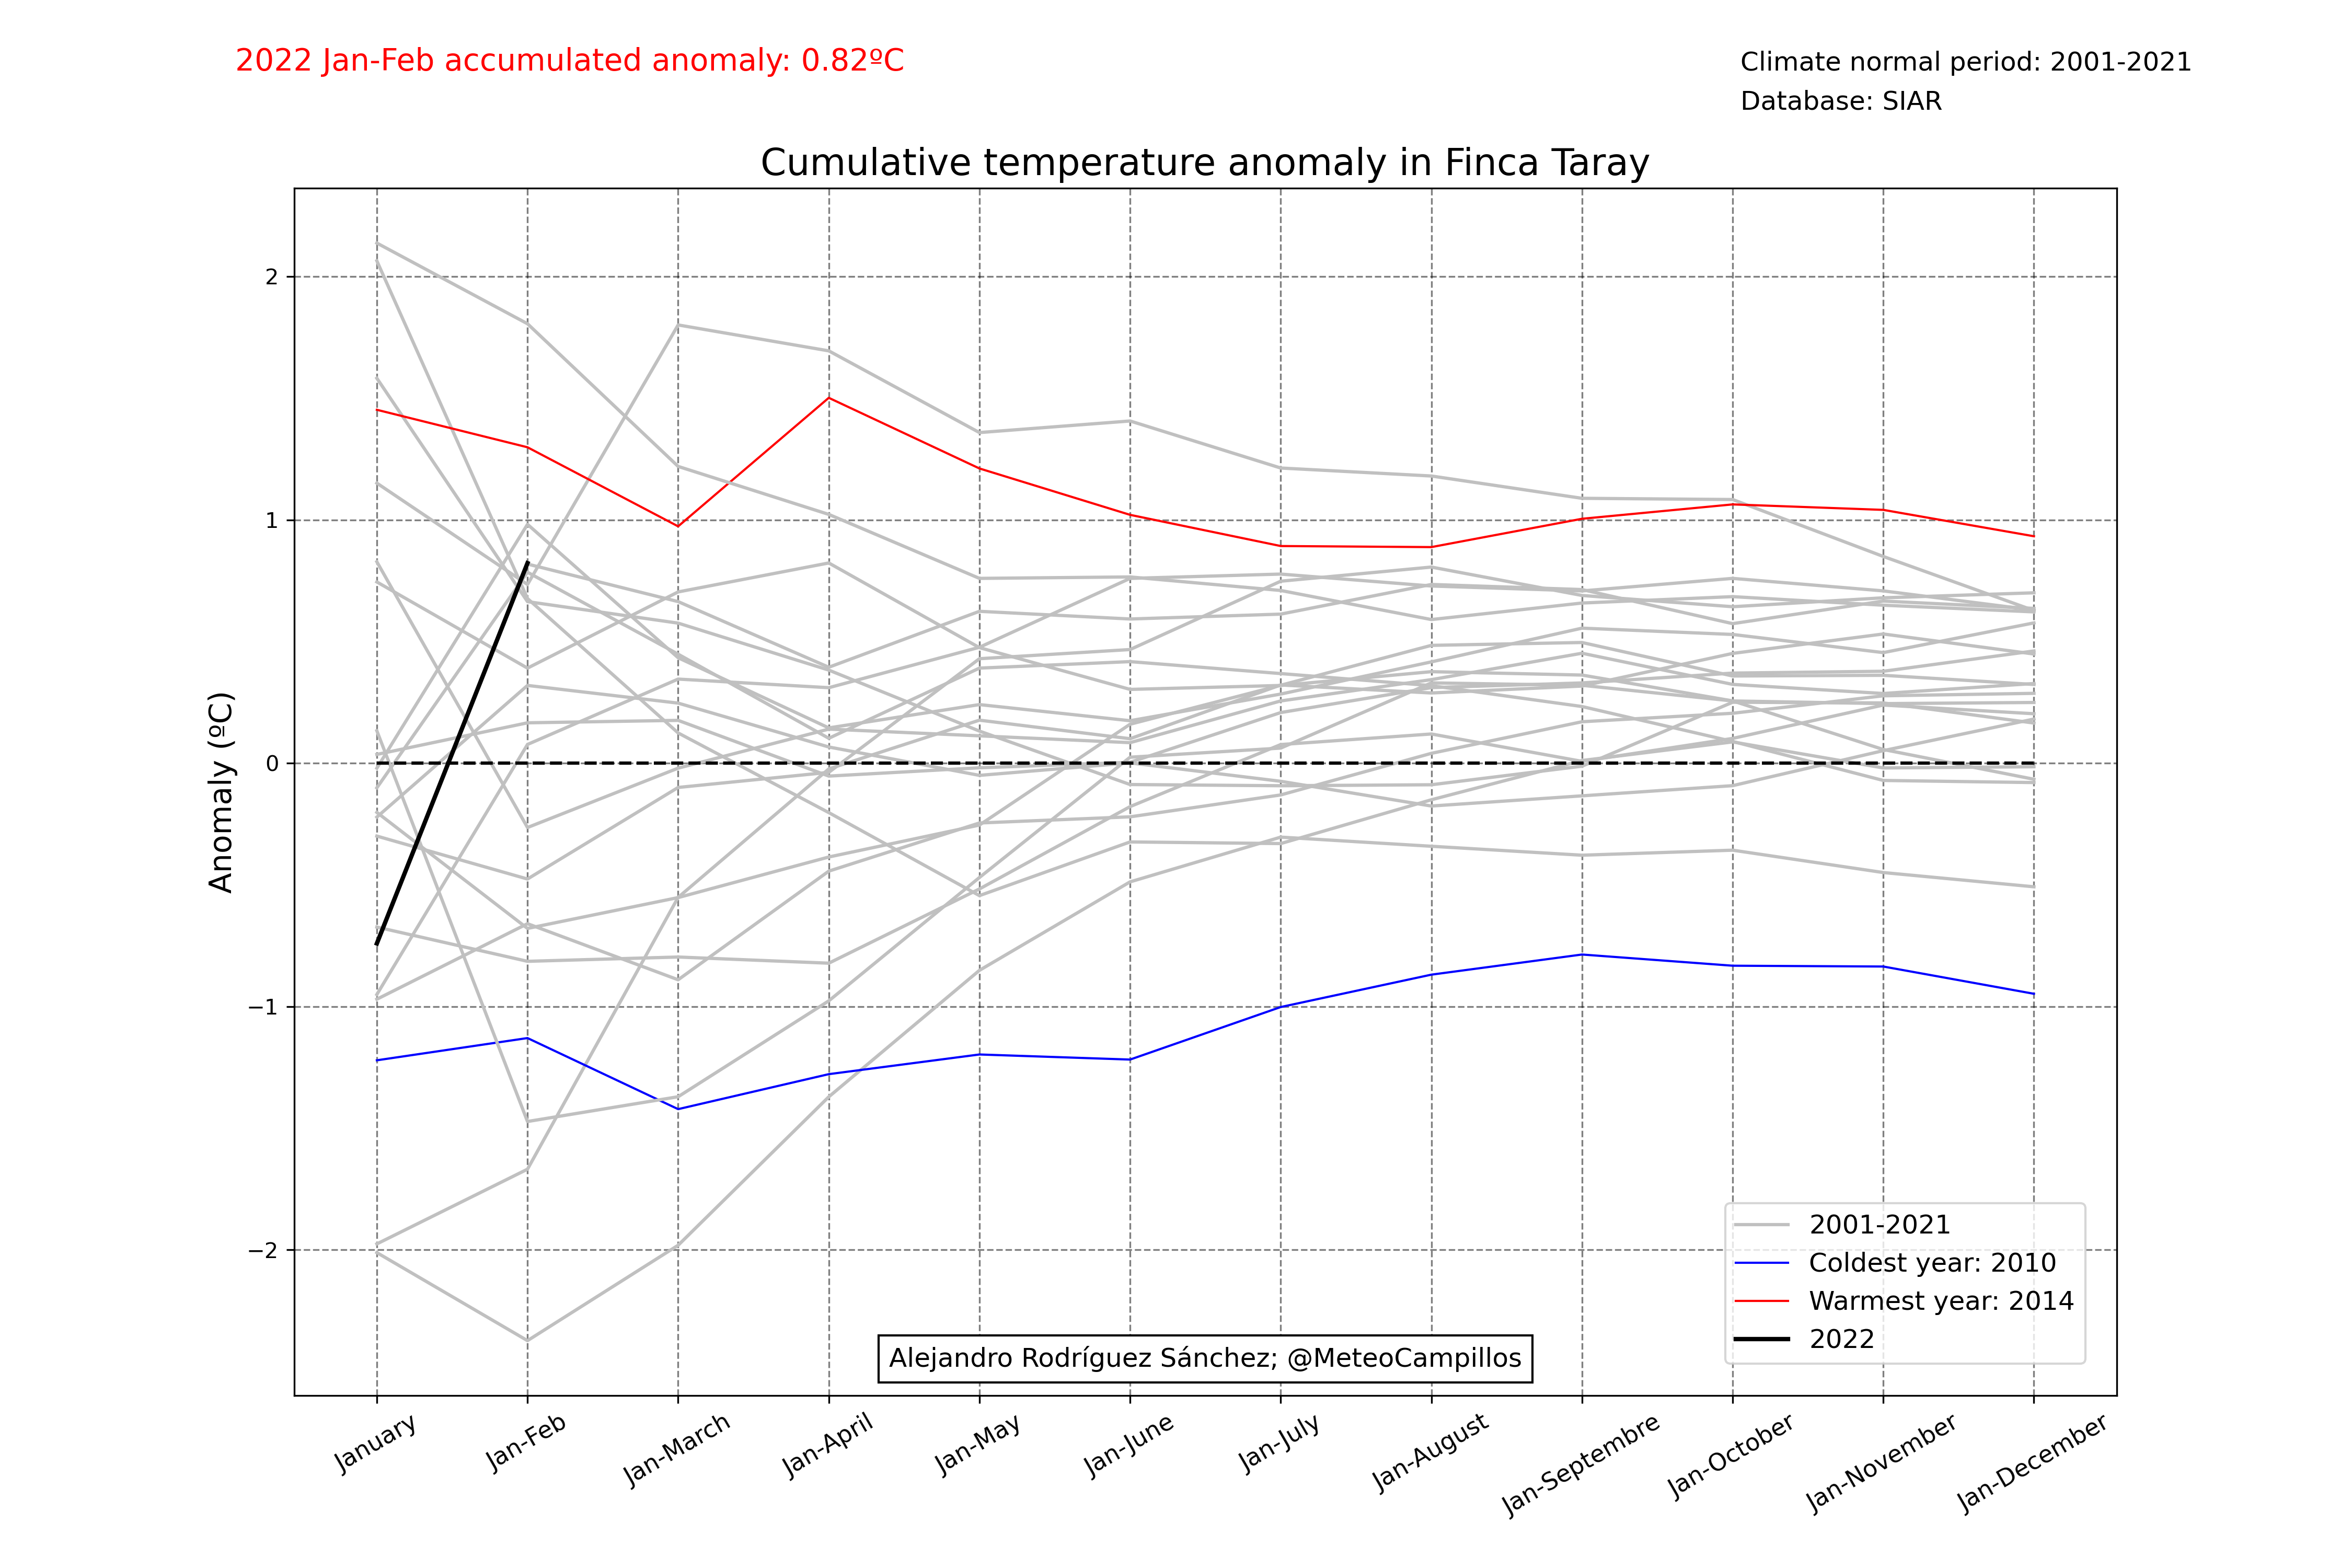 2022 Jan-Feb accumulated anomaly: 0.82ºC
Climate normal period: 2001-2021
Database: SIAR
Cumulative temperature anomaly in Finca Taray
Anomaly (ºC)
2
1
0
−1
−2
2001-2021
Coldest year: 2010
Warmest year: 2014
2022
Alejandro Rodríguez Sánchez; @MeteoCampillos
January
Jan-Feb
Jan-March
Jan-April
Jan-May
Jan-June
Jan-July
Jan-August
Jan-Septembre
Jan-October
Jan-November
Jan-December